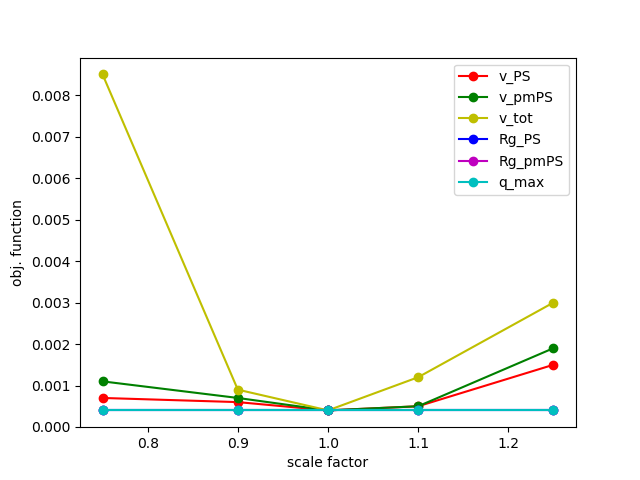 v_PS
v_pmPS
v_tot
Rg_PS
Rg_pmPS
q_max
obj. function
0.008
0.007
0.006
0.005
0.004
0.003
0.002
0.001
0.000
0.8 0.9 1.0 1.1 1.2
scale factor